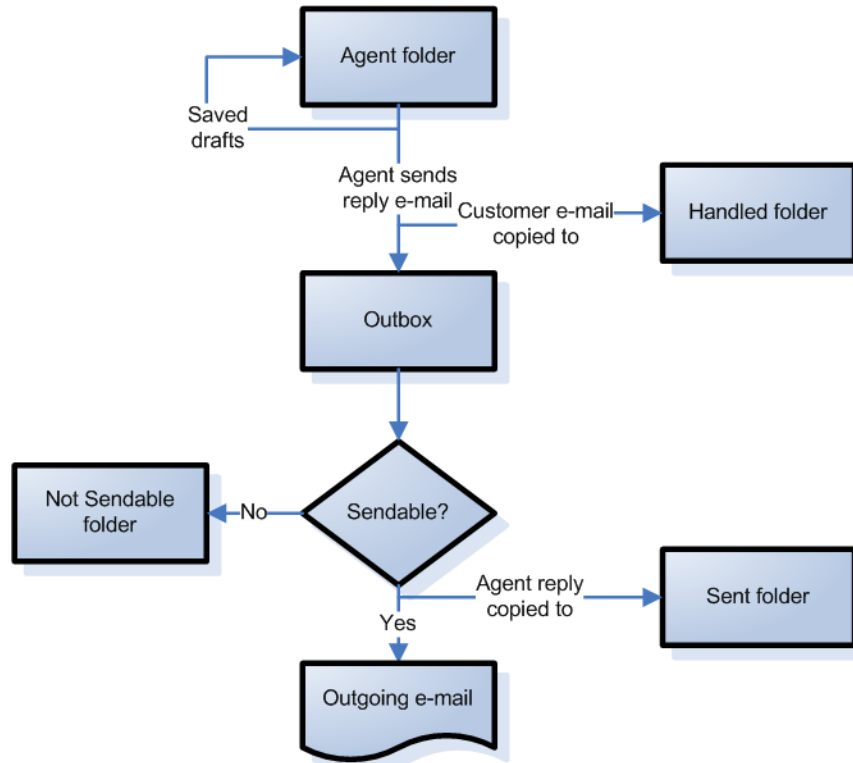 Agent folder
Saved
drafts
Agent sends
reply e-mail
Customer e-mail
copied to
Handled folder
Outbox
Not Sendable
folder
No
Sendable?
Agent reply
copied to
Sent folder
Yes
Outgoing e-mail